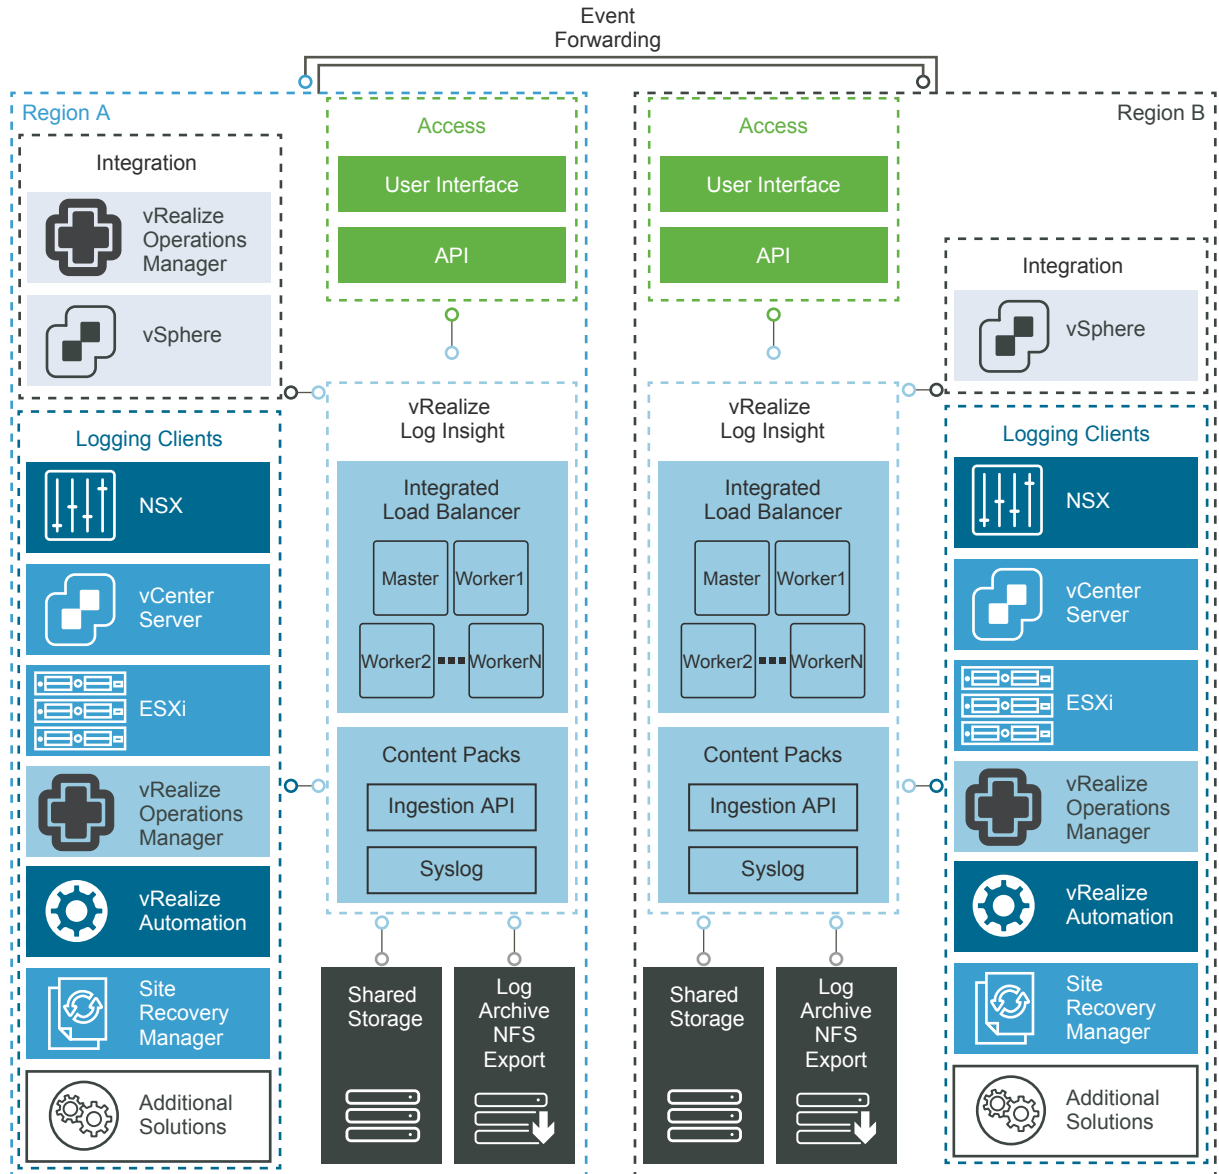 Event
Forwarding
Region A
Integration
vRealize
Operations
Manager
vSphere
Logging Clients
NSX
vCenter
Server
ESXi
vRealize
Operations
Manager
vRealize
Automation
Site
Recovery
Manager
Additional
Solutions
Access
User Interface
API
vRealize
Log Insight
Integrated
Load Balancer
Master
Worker1
Worker2
WorkerN
Content Packs
Ingestion API
Syslog
Shared
Storage
Log
Archive
NFS
Export
Region B
Access
User Interface
API
vRealize
Log Insight
Integrated
Load Balancer
Master
Worker1
Worker2
WorkerN
Content Packs
Ingestion API
Syslog
Shared
Storage
Log
Archive
NFS
Export
Integration
vSphere
Logging Clients
NSX
vCenter
Server
ESXi
vRealize
Operations
Manager
vRealize
Automation
Site
Recovery
Manager
Additional
Solutions